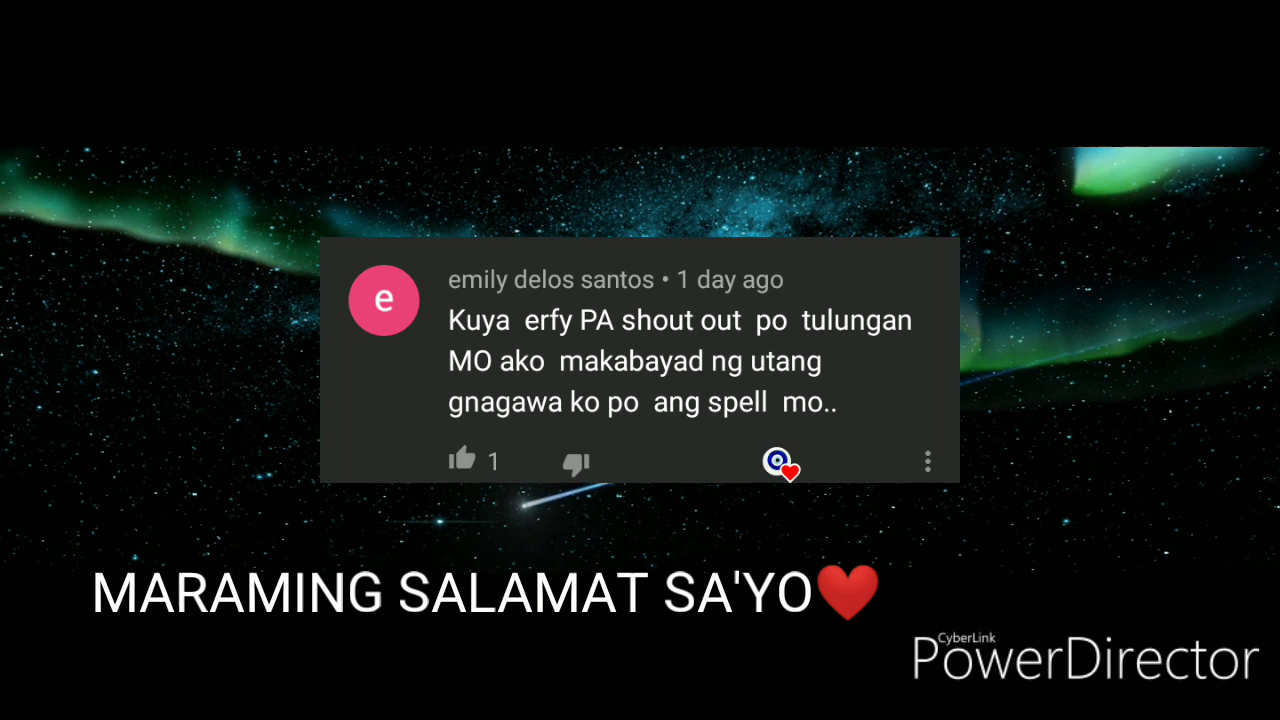 e
emily delos santos • 1 day ago
Kuya erfy PA shout out po tulungan
MO ako makabayad ng utang
gnagawa ko po ang spell mo..
1
MARAMING SALAMAT SA'YO❤️
CyberLink
PowerDirector